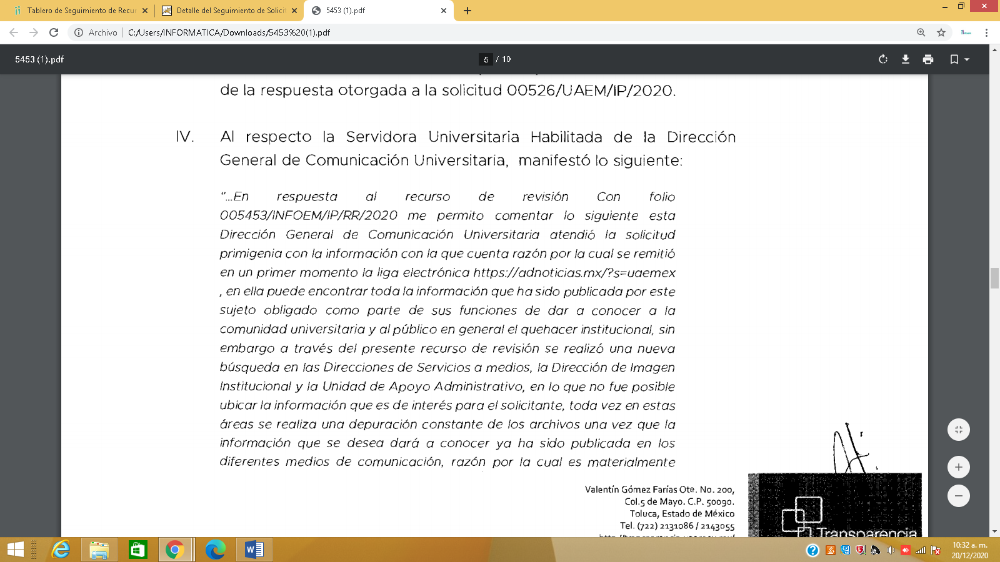 Tablero de Seguimiento de Recur
Detalle del Seguimiento de Solicit
5453 (1).pdf
Archivo
C:/Users/INFORMATICA/Downloads/5453%20(1).pdf
5453 (1).pdf
5 / 10
de la respuesta otorgada a la solicitud 00526/UAEM/IP/2020.
IV. Al respecto la Servidora Universitaria Habilitada de la Dirección
General de Comunicación Universitaria, manifestó lo siguiente:
"...En respuesta al recurso de revisión Con folio
005453/INFOEM/IP/RR/2020 me permito comentar lo siguiente esta
Dirección General de Comunicación Universitaria atendió la solicitud
primigenia con la información con la que cuenta razón por la cual se remitió
en un primer momento la liga electrónica https://adnoticias.mx/?s=uaemex
, en ella puede encontrar toda la información que ha sido publicada por este
sujeto obligado como parte de sus funciones de dar a conocer a la
comunidad universitaria y al público en general el quehacer institucional, sin
embargo a través del presente recurso de revisión se realizó una nueva
búsqueda en las Direcciones de Servicios a medios, la Dirección de Imagen
Institucional y la Unidad de Apoyo Administrativo, en lo que no fue posible
ubicar la información que es de interés para el solicitante, toda vez en estas
áreas se realiza una depuración constante de los archivos una vez que la
información que se desea dará a conocer ya ha sido publicada en los
diferentes medios de comunicación, razón por la cual es materialmente
Valentín Gómez Farías Ote. No. 200,
Col.5 de Mayo. C.P. 50090.
Toluca, Estado de México
Tel. (722) 2131086 / 2143055
Transparencia
10:32 a. m.
20/12/2020